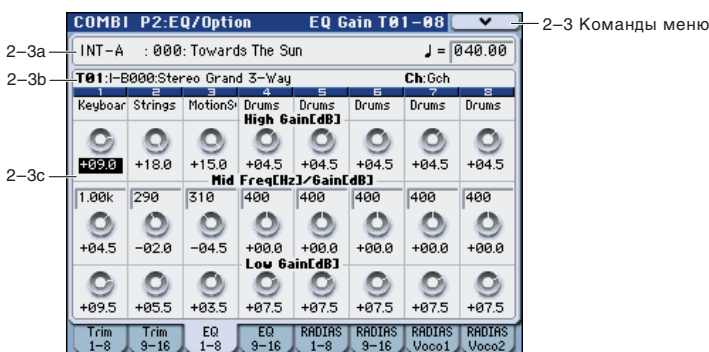 COMBI P2:EQ/Option EQ Gain T01-08
2–3 Команды меню
2–3a
INT-A :000:Towards The Sun ♩= 040.00
2–3b
T01:I-B000:Stereo Grand 3-Way Ch:Gch
1 2 3 4 5 6 7 8
Keyboar Strings MotionS Drums Drums Drums Drums Drums
High Gain[dB]
+09.0 +18.0 +15.0 +04.5 +04.5 +04.5 +04.5 +04.5
2–3c
Mid Freq[Hz]/Gain[dB]
1.00k 290 310 400 400 400 400 400
+04.5 -02.0 -04.5 +00.0 +00.0 +00.0 +00.0 +00.0
Low Gain[dB]
+09.5 +05.5 +03.5 +07.5 +07.5 +07.5 +07.5 +07.5
Trim 1-8 Trim 9-16 EQ 1-8 EQ 9-16 RADIAS 1-8 RADIAS 9-16 RADIAS Voco1 RADIAS Voco2